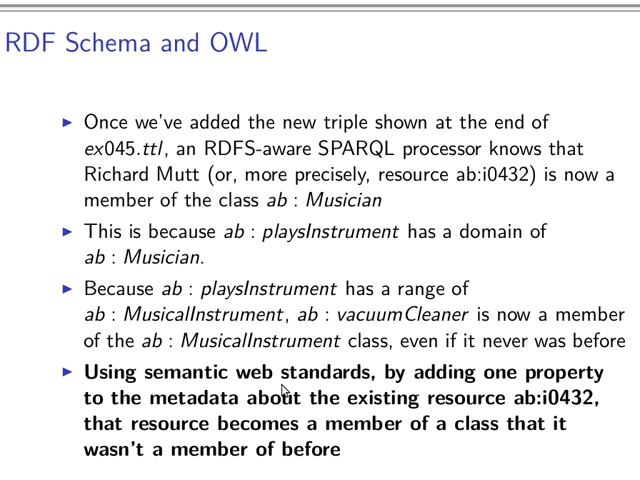 RDF Schema and OWL
▶ Once we've added the new triple shown at the end of
ex045.ttl, an RDFS-aware SPARQL processor knows that
Richard Mutt (or, more precisely, resource ab:i0432) is now a
member of the class ab : Musician
▶ This is because ab : playsInstrument has a domain of
ab : Musician.
▶ Because ab : playsInstrument has a range of
ab : MusicalInstrument, ab : vacuumCleaner is now a member
of the ab : MusicalInstrument class, even if it never was before
▶ Using semantic web standards, by adding one property
to the metadata about the existing resource ab:i0432,
that resource becomes a member of a class that it
wasn't a member of before